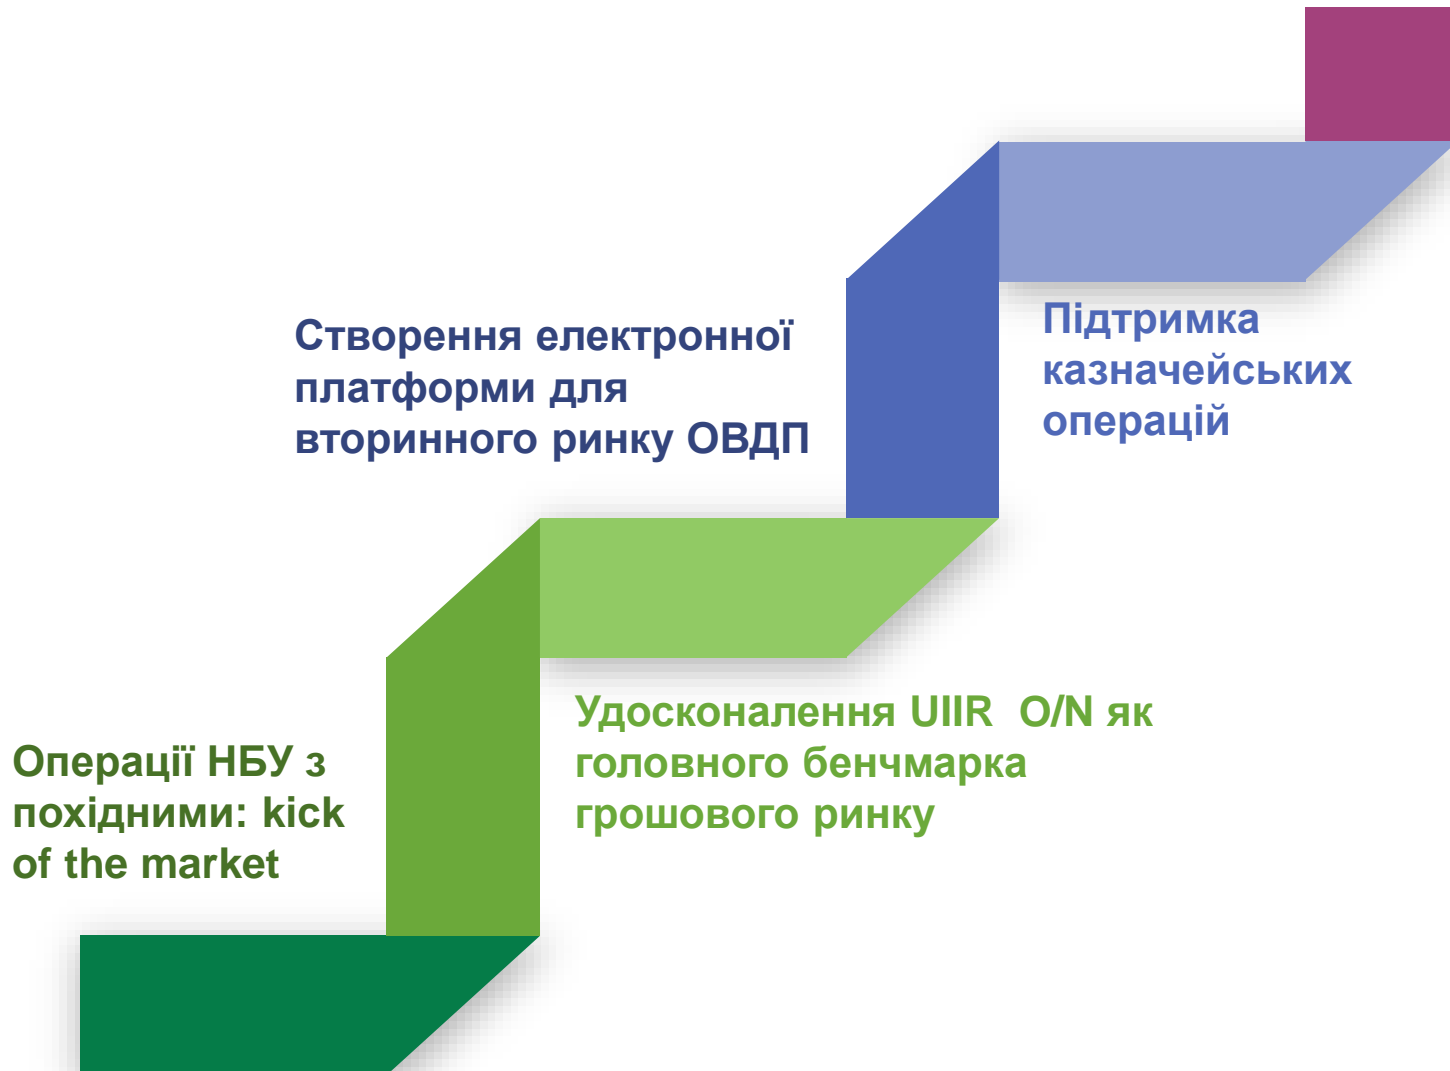 Створення електронної
платформи для
вторинного ринку ОВДП
Підтримка
казначейських
операцій
Операції НБУ з
похідними: kick
of the market
Удосконалення UIIR  O/N як
головного бенчмарка
грошового ринку